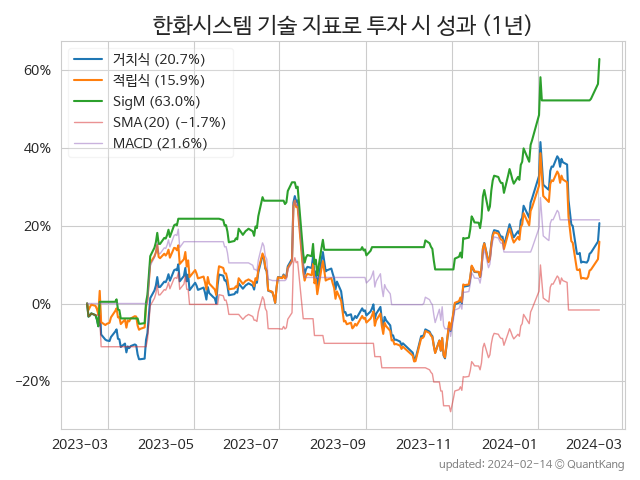 한화시스템 기술 지표로 투자 시 성과 (1년)
거치식 (20.7%)
적립식 (15.9%)
SigM (63.0%)
SMA(20) (−1.7%)
MACD (21.6%)
60%
40%
20%
0%
−20%
2023-03 2023-05 2023-07 2023-09 2023-11 2024-01 2024-03
updated: 2024-02-14 © QuantKang